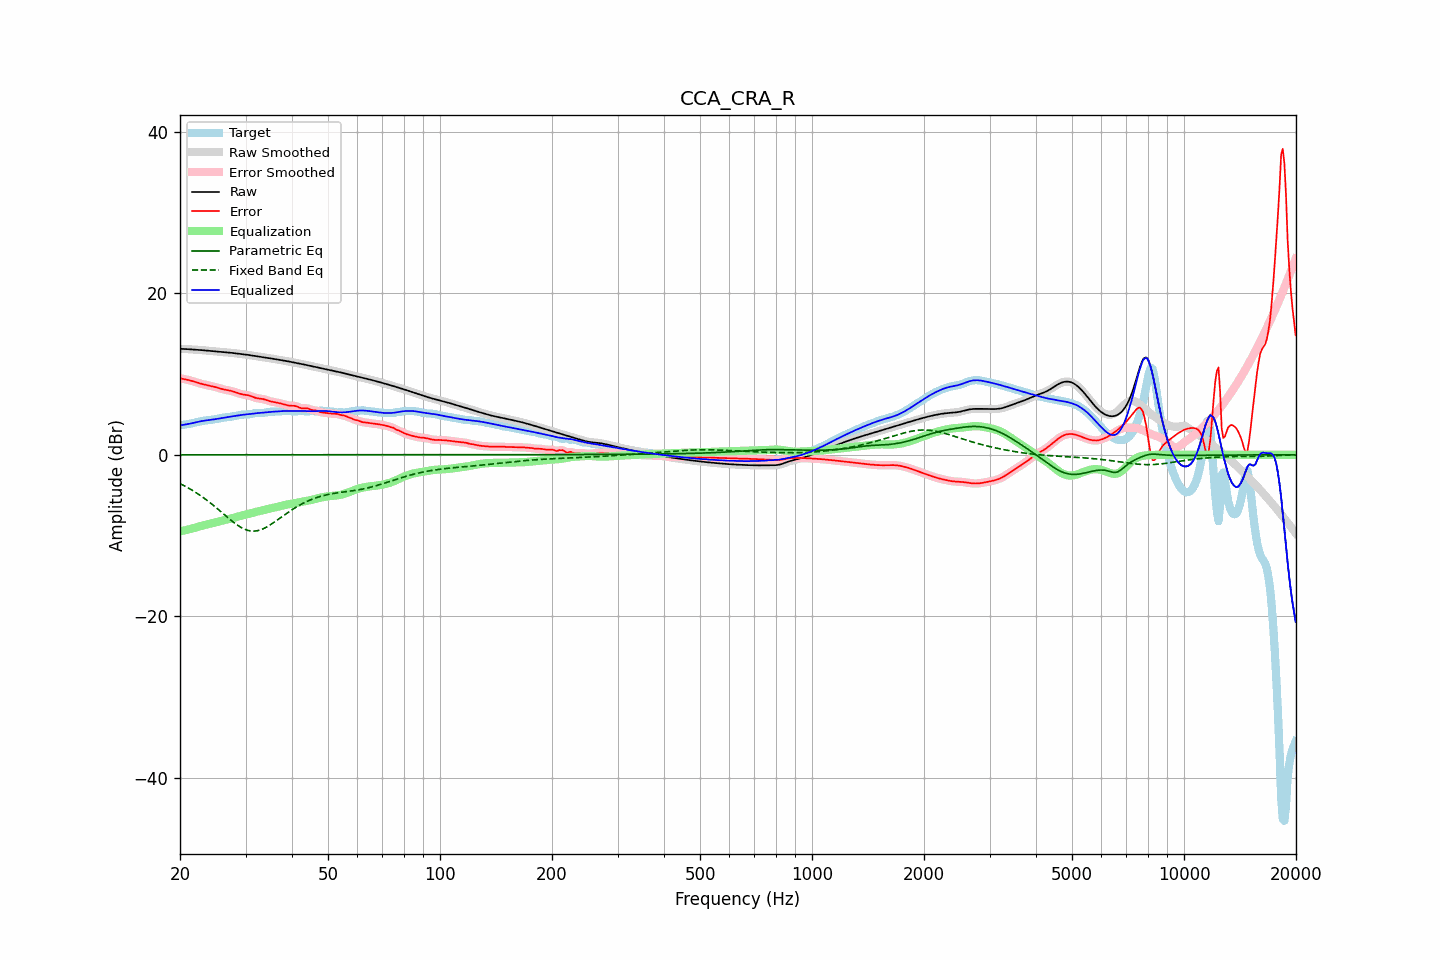 CCA_CRA_R
40
20
0
−20
−40
Amplitude (dBr)
Target
Raw Smoothed
Error Smoothed
Raw
Error
Equalization
Parametric Eq
Fixed Band Eq
Equalized
20
50
100
200
500
1000
2000
5000
10000
20000
Frequency (Hz)